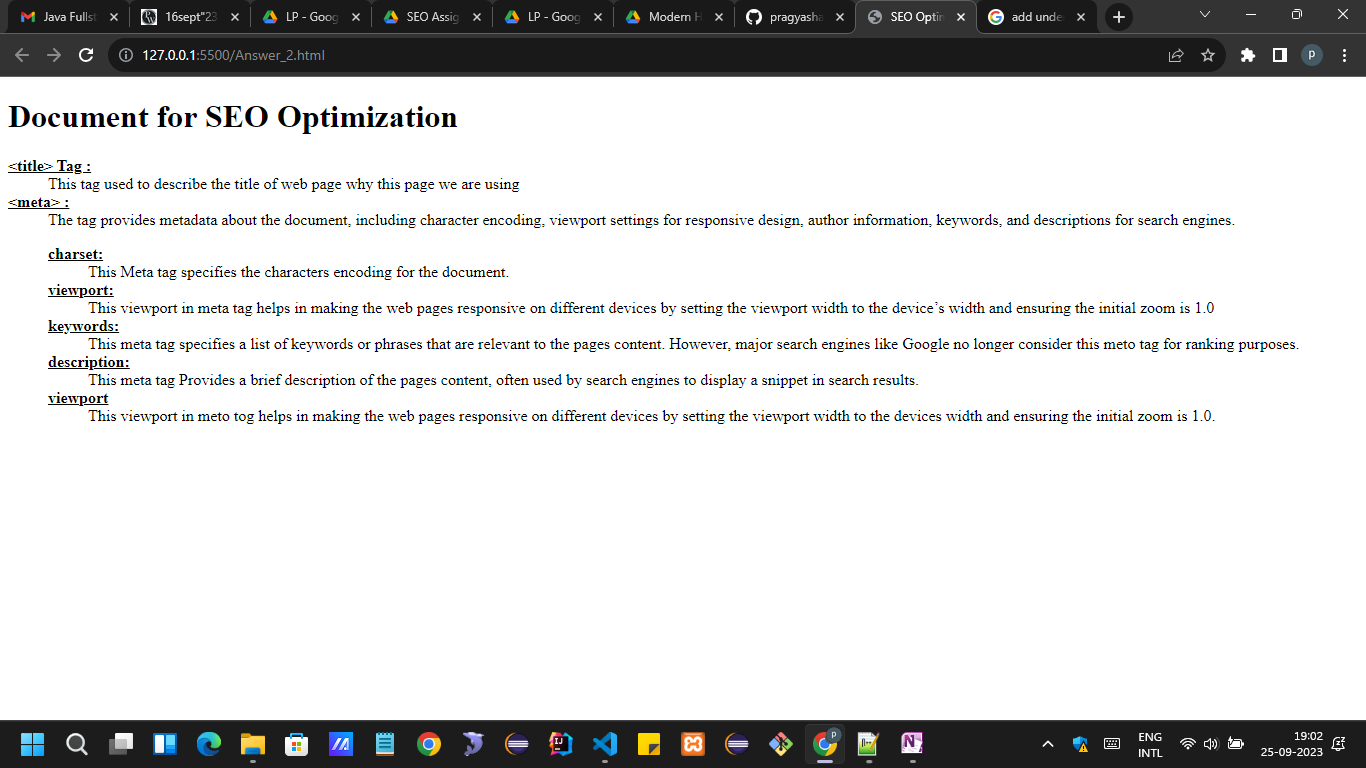 Java Fullst
16sept"23
LP - Goog
SEO Assig
LP - Goog
Modern H
pragyasha
SEO Optim
add unde
127.0.0.1:5500/Answer_2.html
p
Document for SEO Optimization
<title> Tag :
This tag used to describe the title of web page why this page we are using
<meta> :
The tag provides metadata about the document, including character encoding, viewport settings for responsive design, author information, keywords, and descriptions for search engines.
charset:
This Meta tag specifies the characters encoding for the document.
viewport:
This viewport in meta tag helps in making the web pages responsive on different devices by setting the viewport width to the device’s width and ensuring the initial zoom is 1.0
keywords:
This meta tag specifies a list of keywords or phrases that are relevant to the pages content. However, major search engines like Google no longer consider this meto tag for ranking purposes.
description:
This meta tag Provides a brief description of the pages content, often used by search engines to display a snippet in search results.
viewport
This viewport in meto tog helps in making the web pages responsive on different devices by setting the viewport width to the devices width and ensuring the initial zoom is 1.0.
ENG
INTL
19:02
25-09-2023